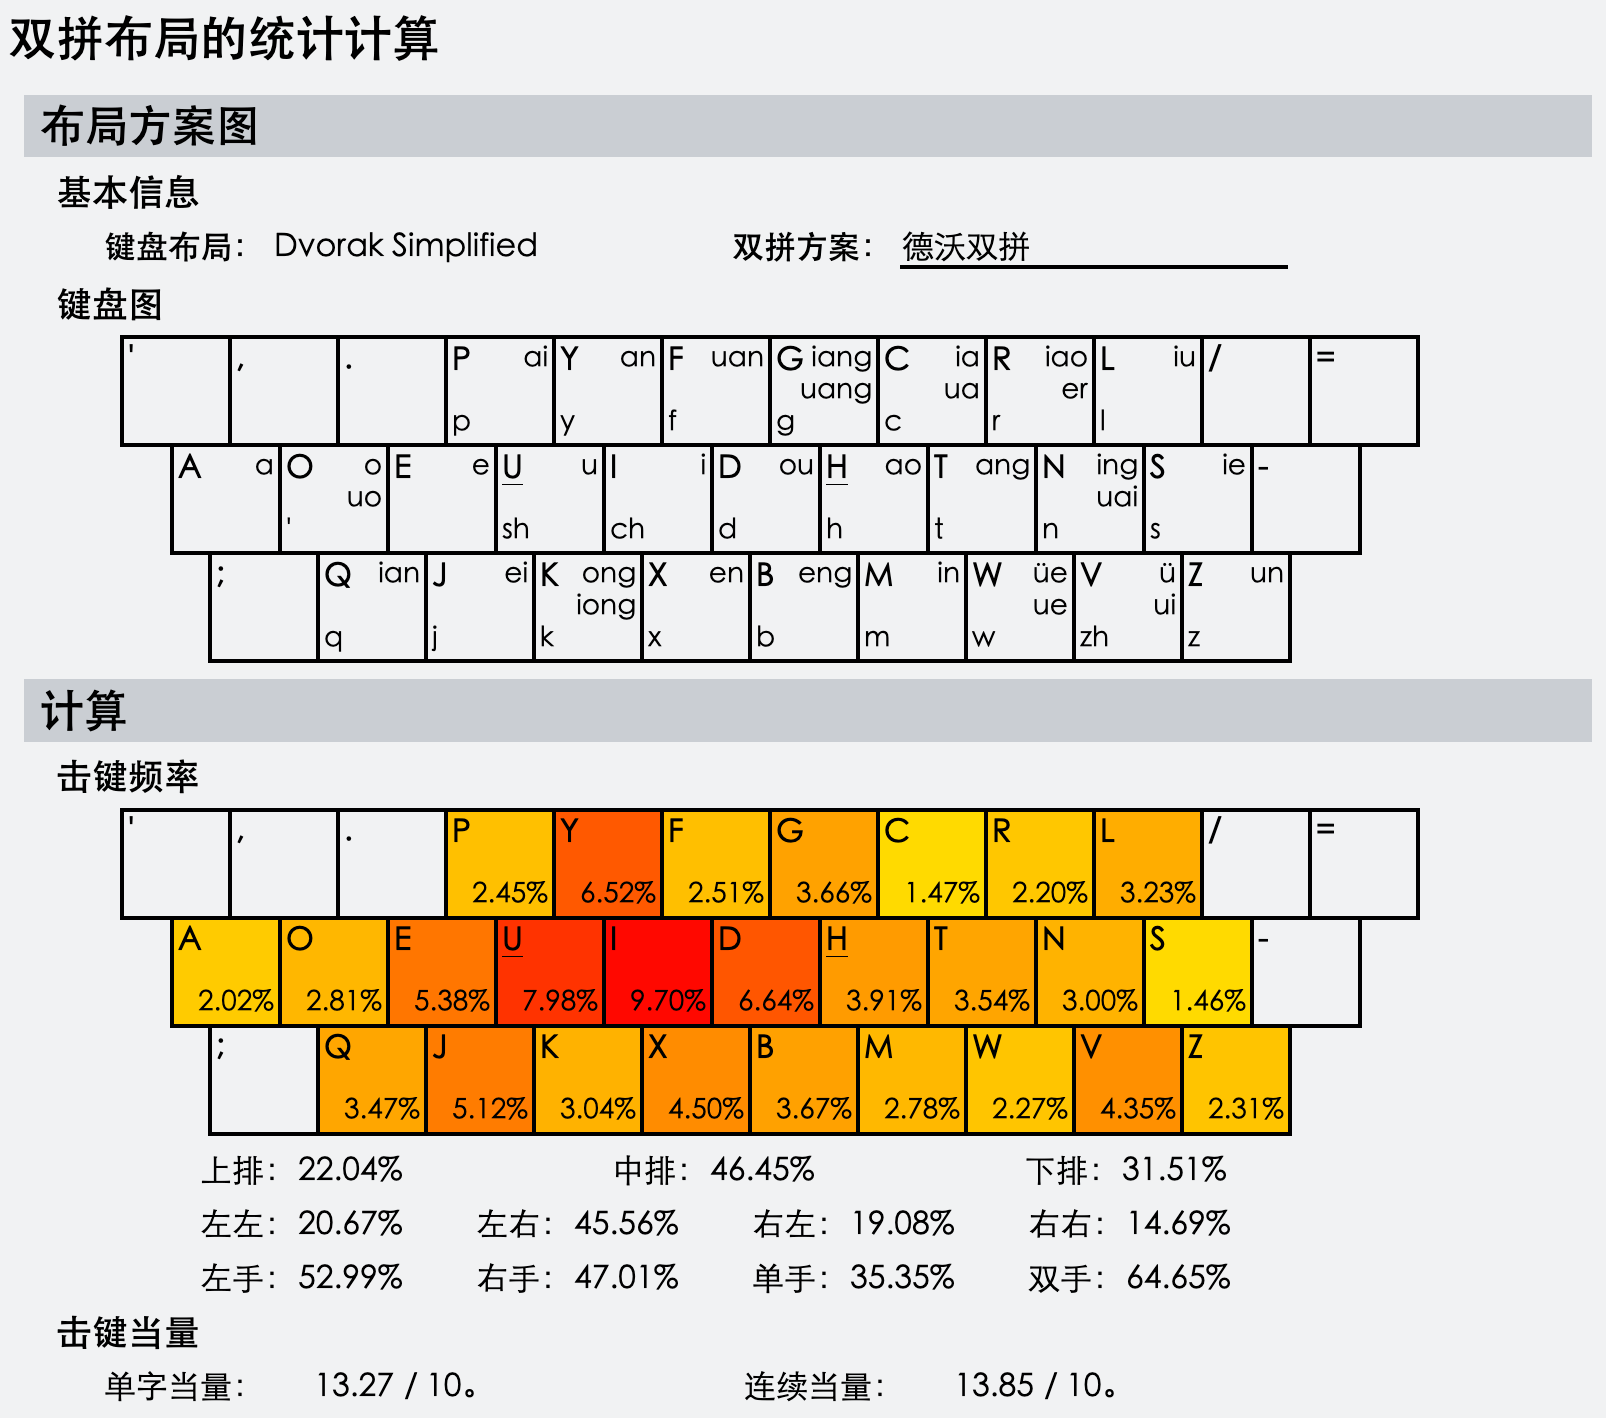 双拼布局的统计计算
布局方案图
基本信息
键盘布局： Dvorak Simplified 双拼方案： 德沃双拼
键盘图
' , . P ai Y an F uan G iang C ia R iao L iu / =
uang ua er
p y f g c r l
A a O o E e U u I i D ou H ao T ang N ing S ie -
uo uai
' sh ch d h t n s
; Q ian J ei K ong X en B eng M in W üe V ü Z un
iong ue ui
q j k x b m w zh z
计算
击键频率
' , . P Y F G C R L / =
2.45% 6.52% 2.51% 3.66% 1.47% 2.20% 3.23%
A O E U I D H T N S -
2.02% 2.81% 5.38% 7.98% 9.70% 6.64% 3.91% 3.54% 3.00% 1.46%
; Q J K X B M W V Z
3.47% 5.12% 3.04% 4.50% 3.67% 2.78% 2.27% 4.35% 2.31%
上排： 22.04% 中排： 46.45% 下排： 31.51%
左左： 20.67% 左右： 45.56% 右左： 19.08% 右右： 14.69%
左手： 52.99% 右手： 47.01% 单手： 35.35% 双手： 64.65%
击键当量
单字当量： 13.27 / 10。 连续当量： 13.85 / 10。